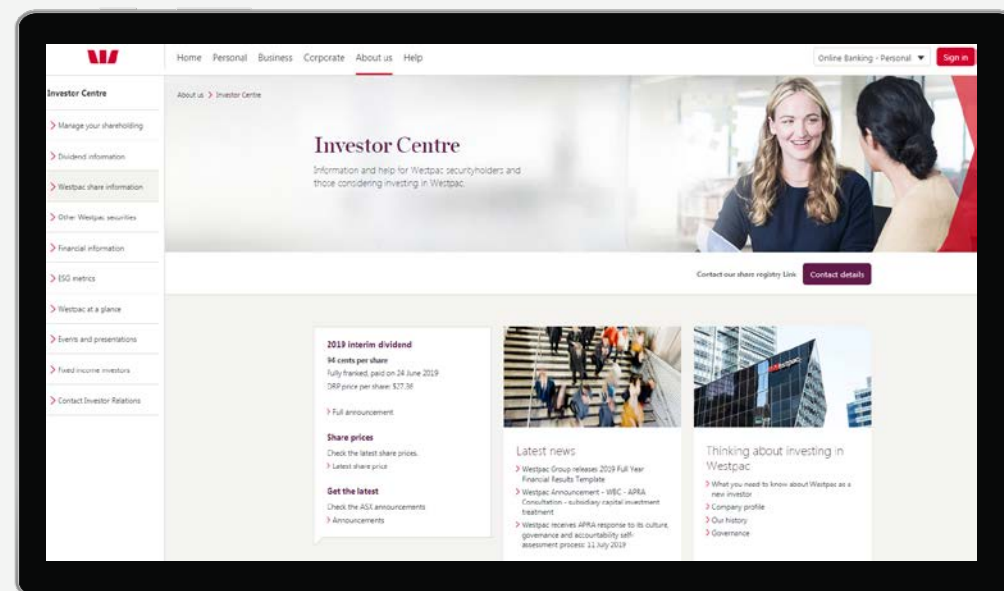 Home Personal Business Corporate About us Help
Online Banking - Personal
Sign in
Investor Centre
Manage your shareholding
Dividend information
Westpac share information
Other Westpac securities
Financial information
ESG metrics
Westpac at a glance
Events and presentations
Fixed income investors
Contact Investor Relations
About us > Investor Centre
Investor Centre
Information and help for Westpac securityholders and
those considering investing in Westpac.
Contact our share registry Link
Contact details
2019 interim dividend
94 cents per share
Fully franked, paid on 24 June 2019
DRP price per share: $27.36
Full announcement
Share prices
Check the latest share prices.
Latest share price
Get the latest
Check the ASX announcements
Announcements
Latest news
Westpac Group releases 2019 Full Year
Financial Results Template
Westpac Announcement - WBC - APRA
Consultation - subsidiary capital investment
treatment
Westpac receives APRA response to its culture,
governance and accountability self-
assessment process: 11 July 2019
Thinking about investing in
Westpac
What you need to know about Westpac as a
new investor
Company profile
Our history
Governance